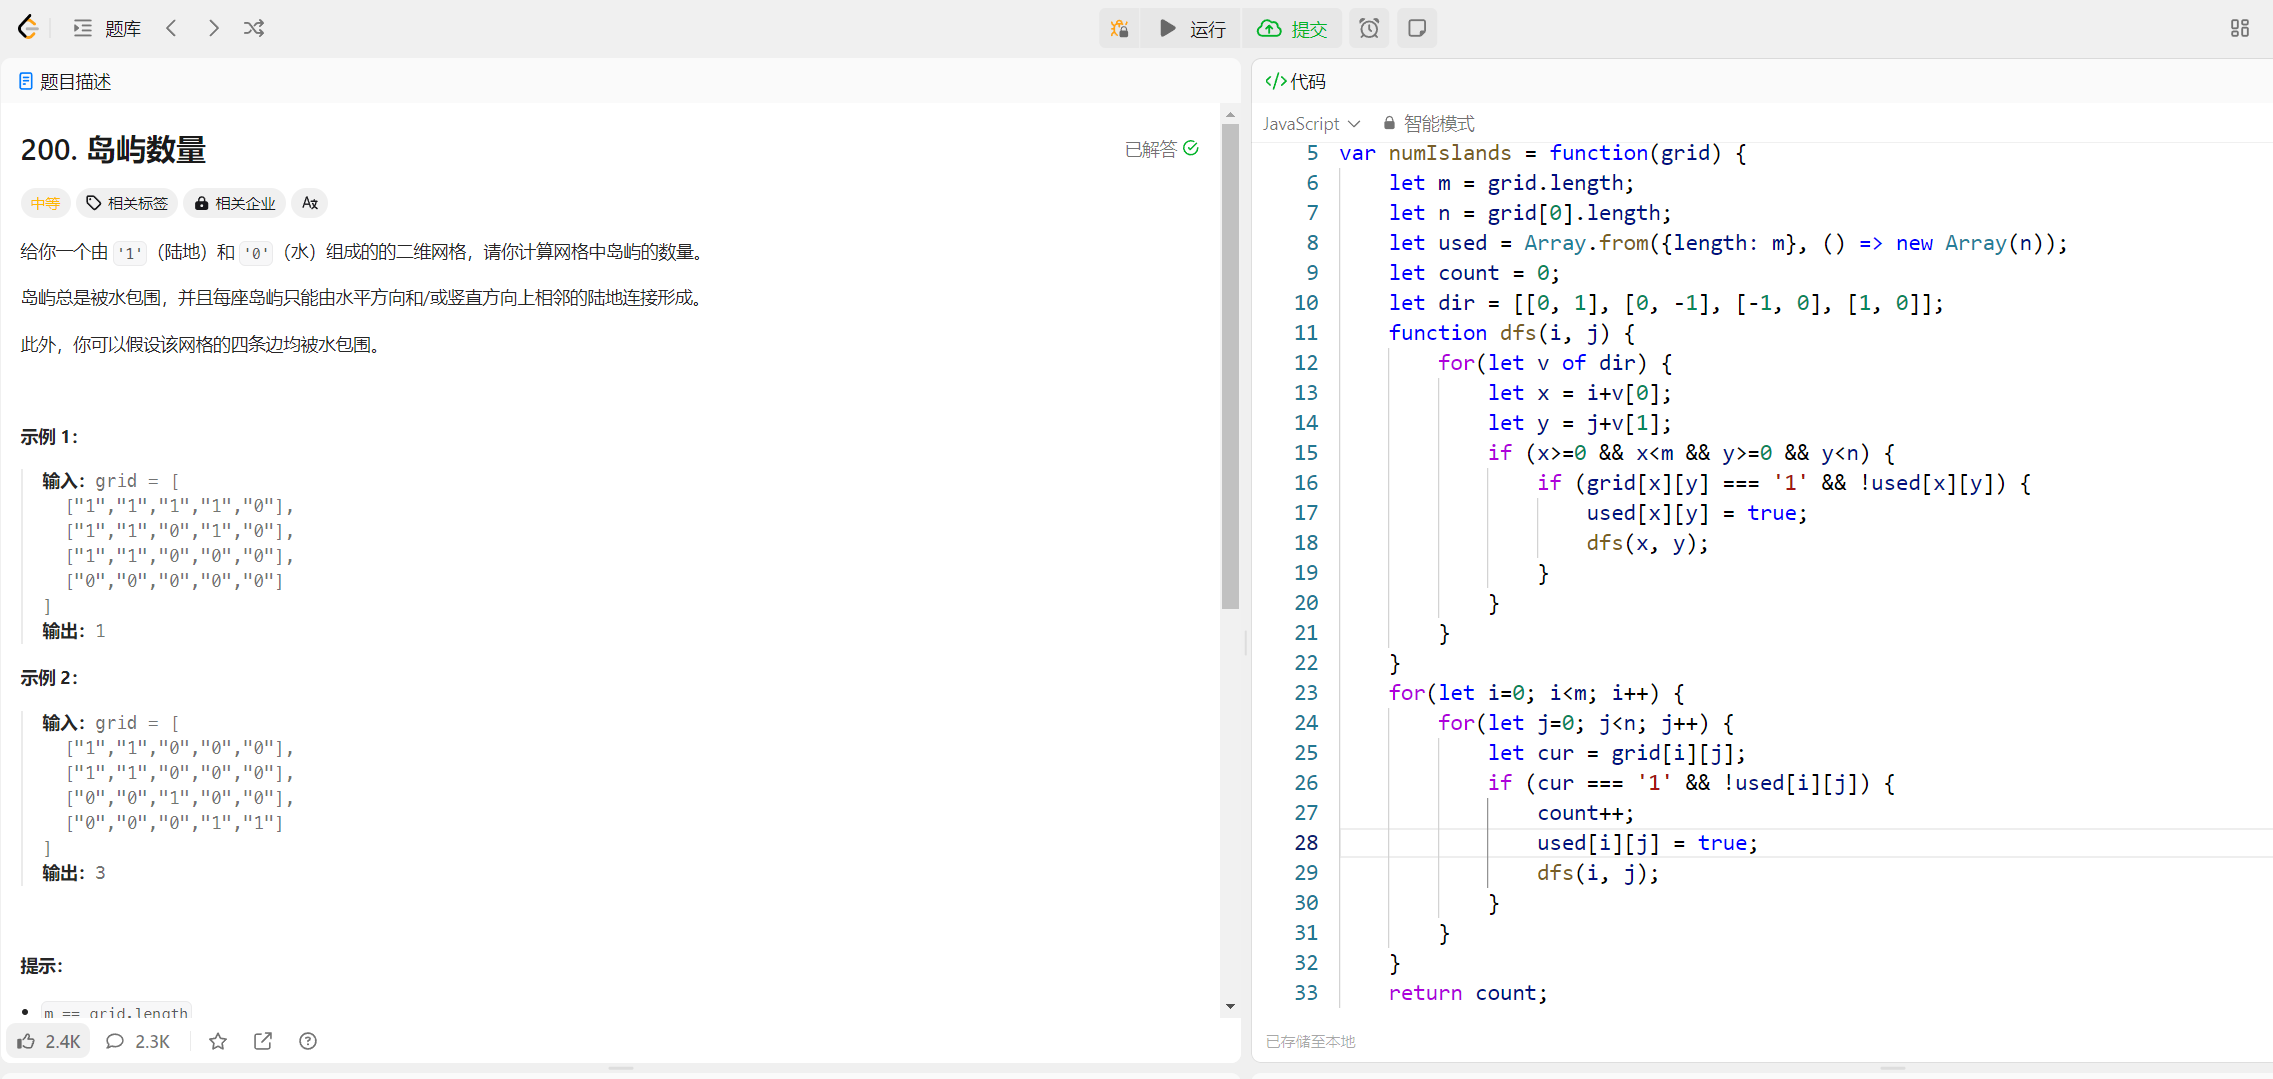 题库
运行
提交
题目描述
200. 岛屿数量
已解答
中等 相关标签 相关企业
给你一个由 '1'（陆地）和 '0'（水）组成的的二维网格，请你计算网格中岛屿的数量。
岛屿总是被水包围，并且每座岛屿只能由水平方向和/或竖直方向上相邻的陆地连接形成。
此外，你可以假设该网格的四条边均被水包围。
示例 1：
输入：grid = [
["1","1","1","1","0"],
["1","1","0","1","0"],
["1","1","0","0","0"],
["0","0","0","0","0"]
]
输出：1
示例 2：
输入：grid = [
["1","1","0","0","0"],
["1","1","0","0","0"],
["0","0","1","0","0"],
["0","0","0","1","1"]
]
输出：3
提示：
m == grid.length
2.4K 2.3K
代码
JavaScript 智能模式
5 var numIslands = function(grid) {
6 let m = grid.length;
7 let n = grid[0].length;
8 let used = Array.from({length: m}, () => new Array(n));
9 let count = 0;
10 let dir = [[0, 1], [0, -1], [-1, 0], [1, 0]];
11 function dfs(i, j) {
12 for(let v of dir) {
13 let x = i+v[0];
14 let y = j+v[1];
15 if (x>=0 && x<m && y>=0 && y<n) {
16 if (grid[x][y] === '1' && !used[x][y]) {
17 used[x][y] = true;
18 dfs(x, y);
19 }
20 }
21 }
22 }
23 for(let i=0; i<m; i++) {
24 for(let j=0; j<n; j++) {
25 let cur = grid[i][j];
26 if (cur === '1' && !used[i][j]) {
27 count++;
28 used[i][j] = true;
29 dfs(i, j);
30 }
31 }
32 }
33 return count;
已存储至本地